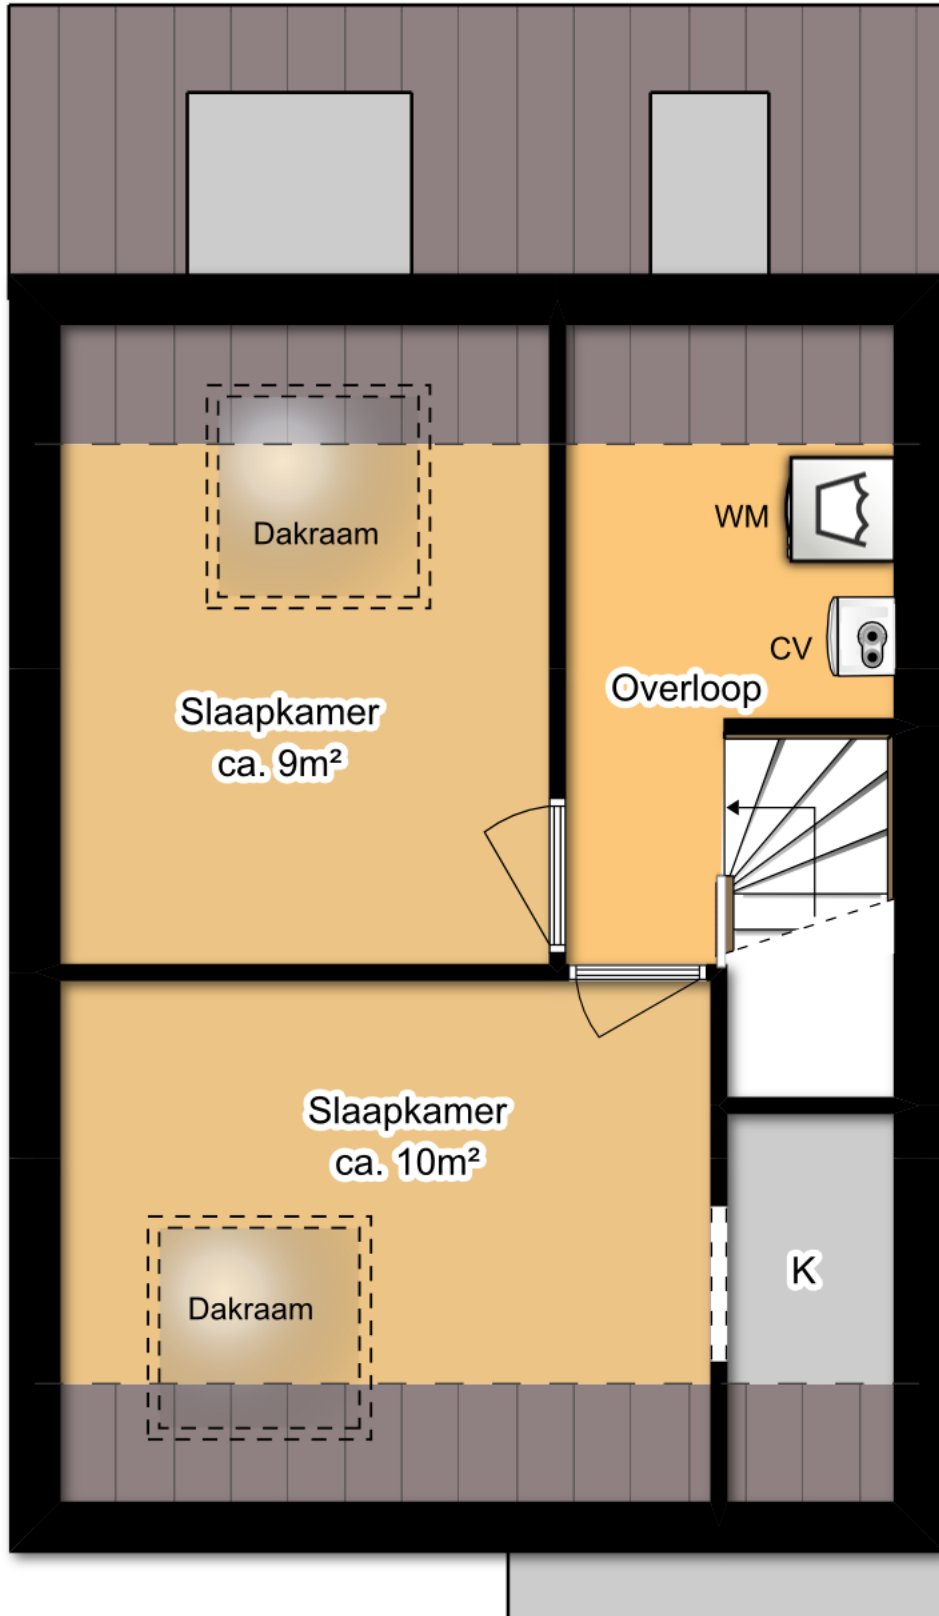 Dakraam
WM
CV
Overloop
Slaapkamer
ca. 9m²
Slaapkamer
ca. 10m²
K
Dakraam